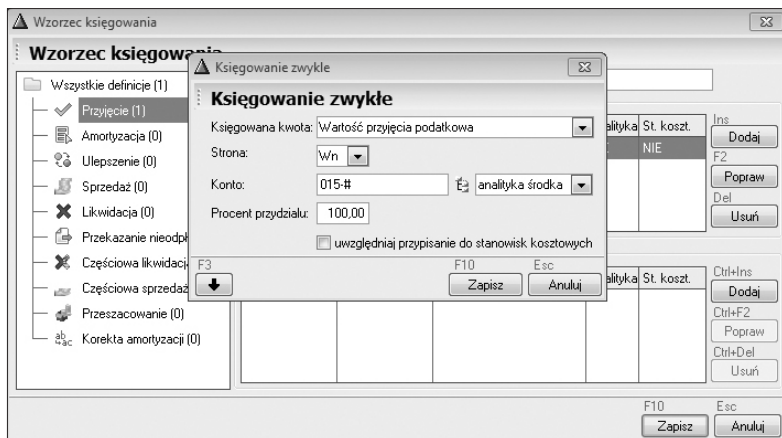 Wzorzec księgowania
Wzorzec księgowania
Wszystkie definicje (1)
Przyjęcie (1)
Amortyzacja (0)
Ulepszenie (0)
Sprzedaż (0)
Likwidacja (0)
Przekazanie nieodpł
Częściowa likwidacj
Częściowa sprzedaż
Przeszacowanie (0)
Korekta amortyzacji (0)
Księgowanie zwykłe
Księgowanie zwykłe
Księgowana kwota: Wartość przyjęcia podatkowa
Strona: Wn
Konto: 015-# analityka środka
Procent przydziału: 100,00
uwzględniaj przypisanie do stanowisk kosztowych
F3 F10 Esc
Zapisz Anuluj
alityka St. koszt.
NIE
Ins
Dodaj
F2
Popraw
Del
Usuń
alityka St. koszt.
Ctrl+Ins
Dodaj
Ctrl+F2
Popraw
Ctrl+Del
Usuń
F10 Esc
Zapisz Anuluj